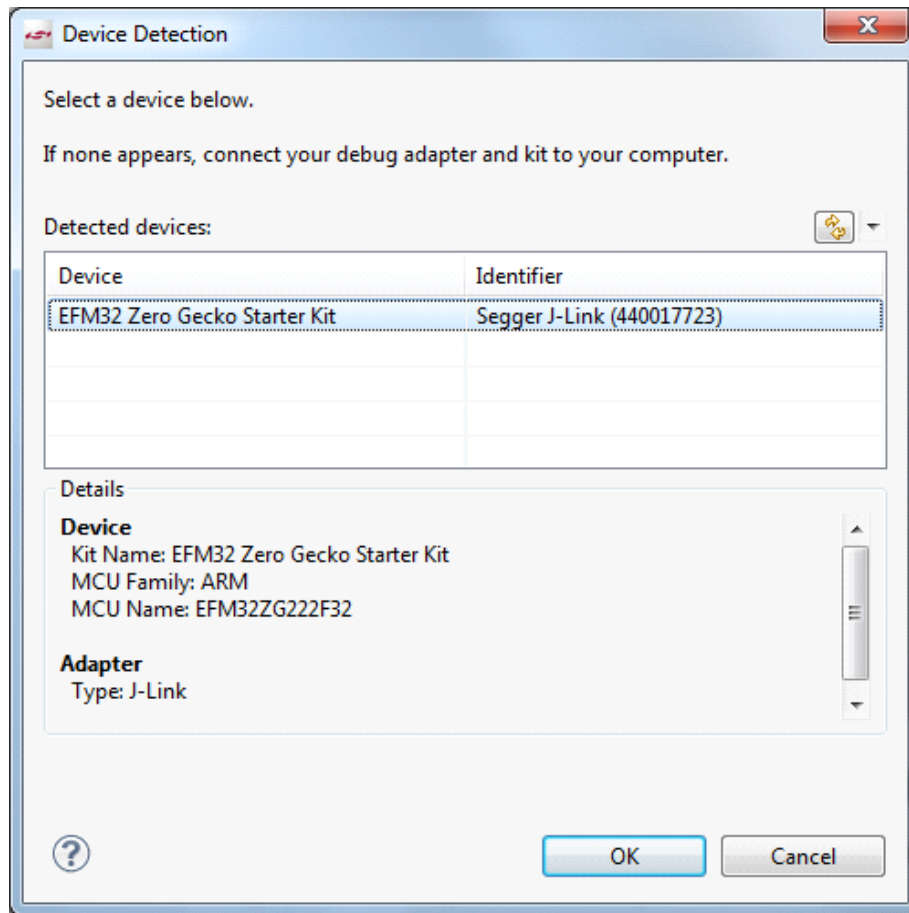 Device Detection
Select a device below.
If none appears, connect your debug adapter and kit to your computer.
Detected devices:
Device Identifier
EFM32 Zero Gecko Starter Kit Segger J-Link (440017723)
Details
Device
Kit Name: EFM32 Zero Gecko Starter Kit
MCU Family: ARM
MCU Name: EFM32ZG222F32
Adapter
Type: J-Link
OK Cancel